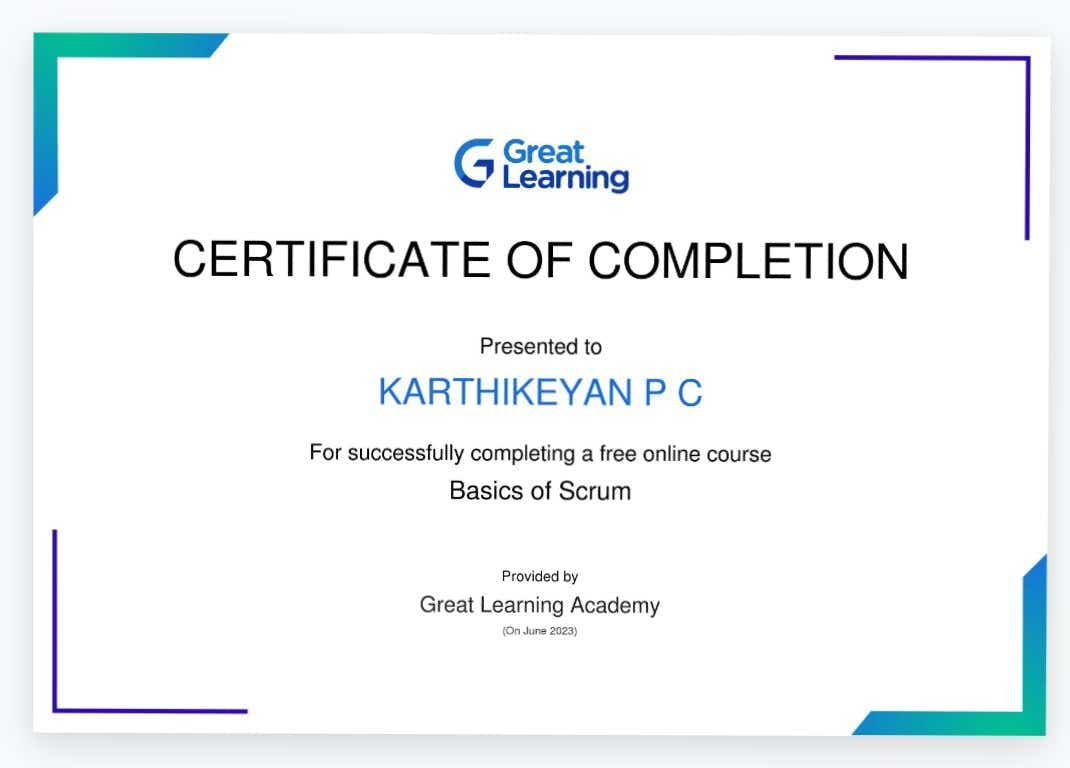 Great
Learning
CERTIFICATE OF COMPLETION
Presented to
KARTHIKEYAN P C
For successfully completing a free online course
Basics of Scrum
Provided by
Great Learning Academy
(On June 2023)